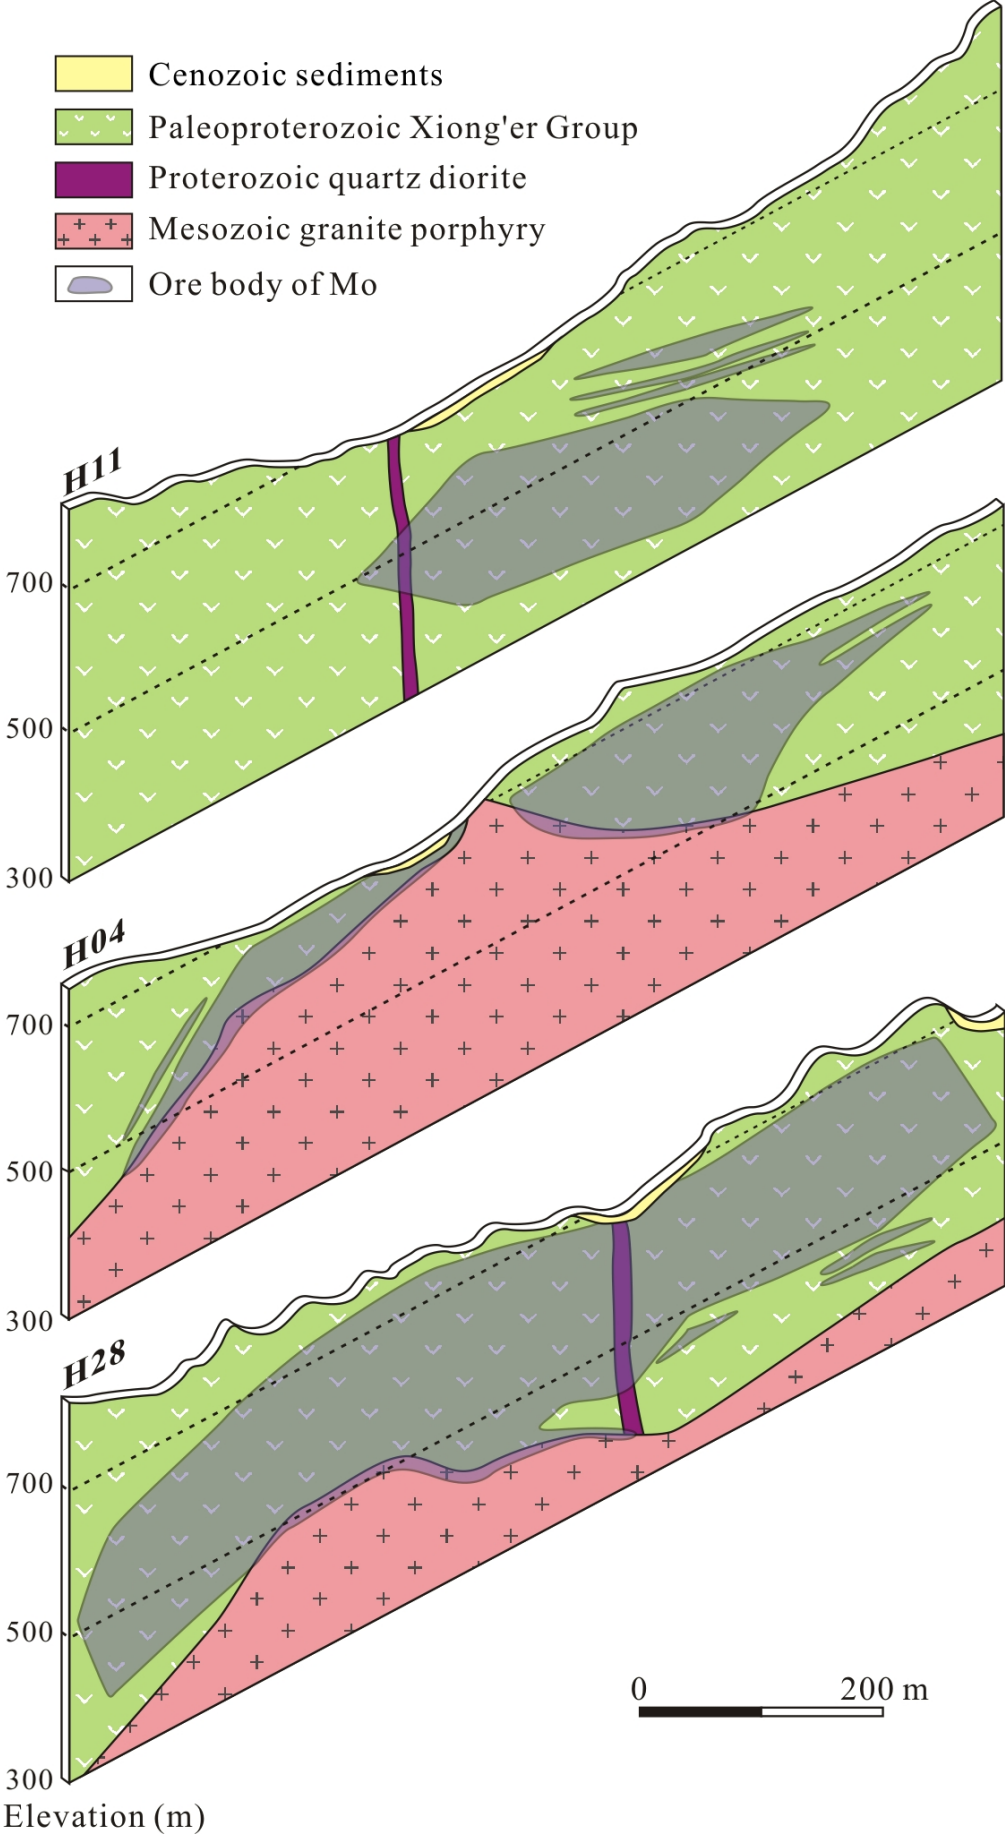 Cenozoic sediments
Paleoproterozoic Xiong'er Group
Proterozoic quartz diorite
Mesozoic granite porphyry
Ore body of Mo
H11
700
500
300
H04
700
500
300
H28
700
500
300
0 200 m
Elevation (m)